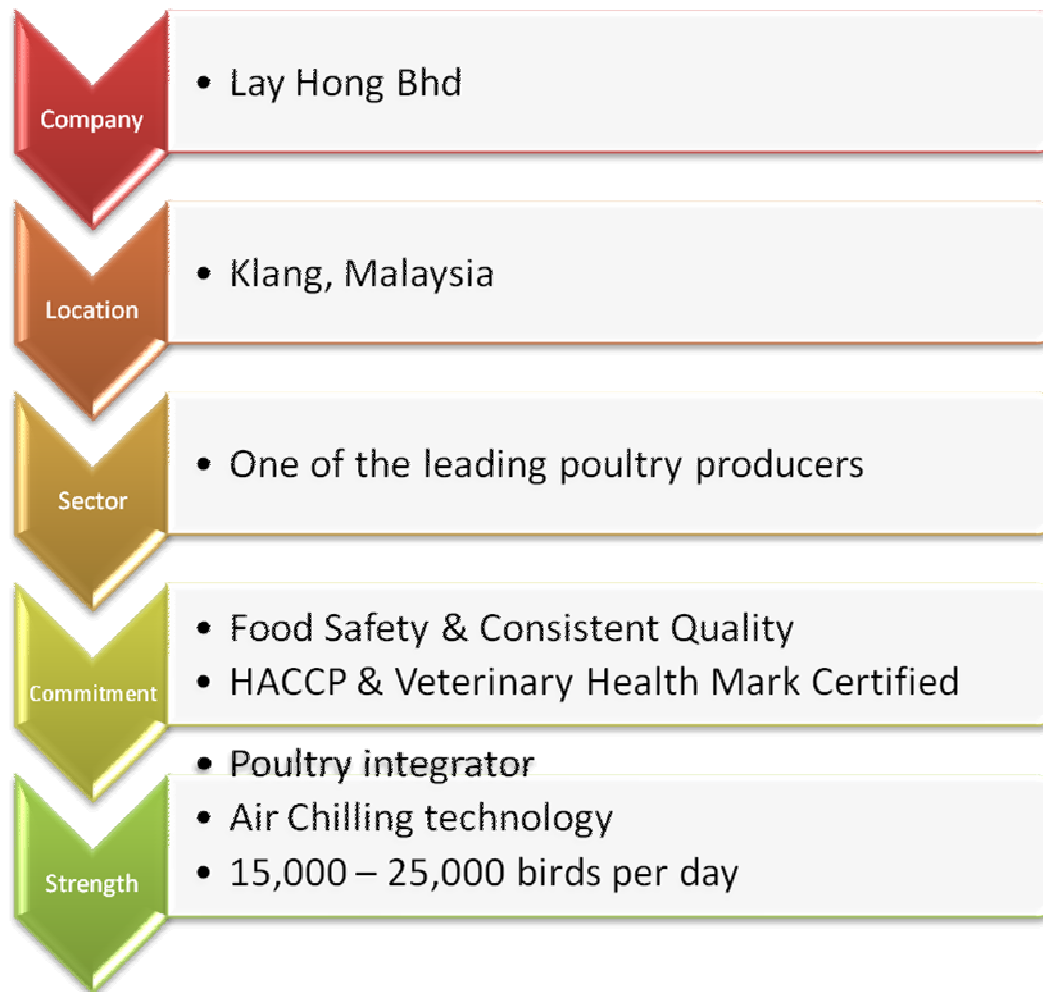 Company
• Lay Hong Bhd
Location
• Klang, Malaysia
Sector
• One of the leading poultry producers
Commitment
• Food Safety & Consistent Quality
• HACCP & Veterinary Health Mark Certified
Strength
• Poultry integrator
• Air Chilling technology
• 15,000 – 25,000 birds per day